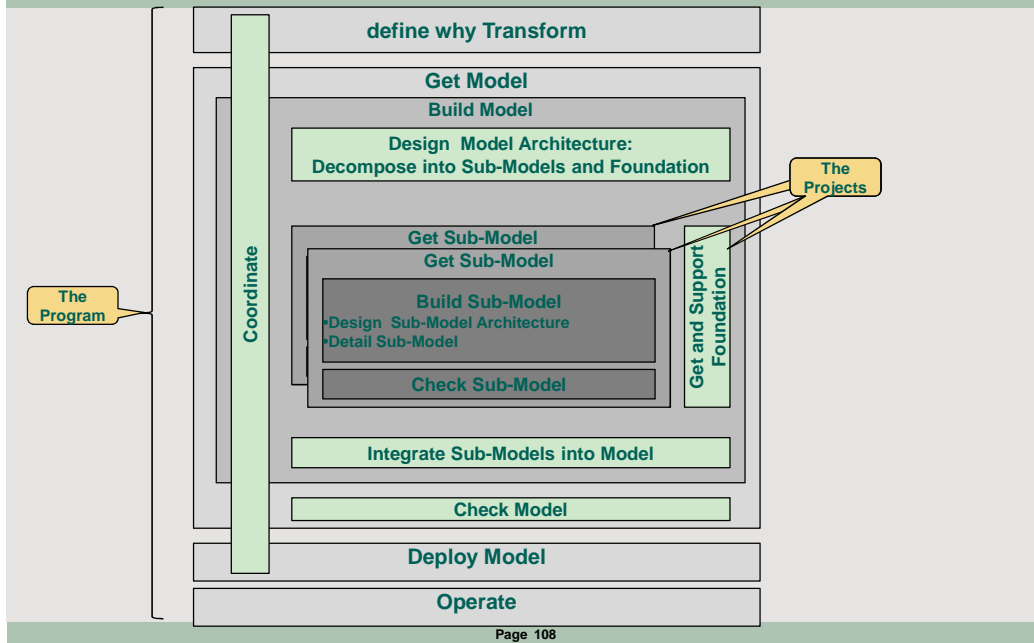 define why Transform
Get Model
Build Model
Design Model Architecture:
Decompose into Sub-Models and Foundation
The
Projects
Get Sub-Model
Get Sub-Model
Build Sub-Model
•Design Sub-Model Architecture
•Detail Sub-Model
Check Sub-Model
Get and Support
Foundation
Coordinate
The
Program
Integrate Sub-Models into Model
Check Model
Deploy Model
Operate
Page 108